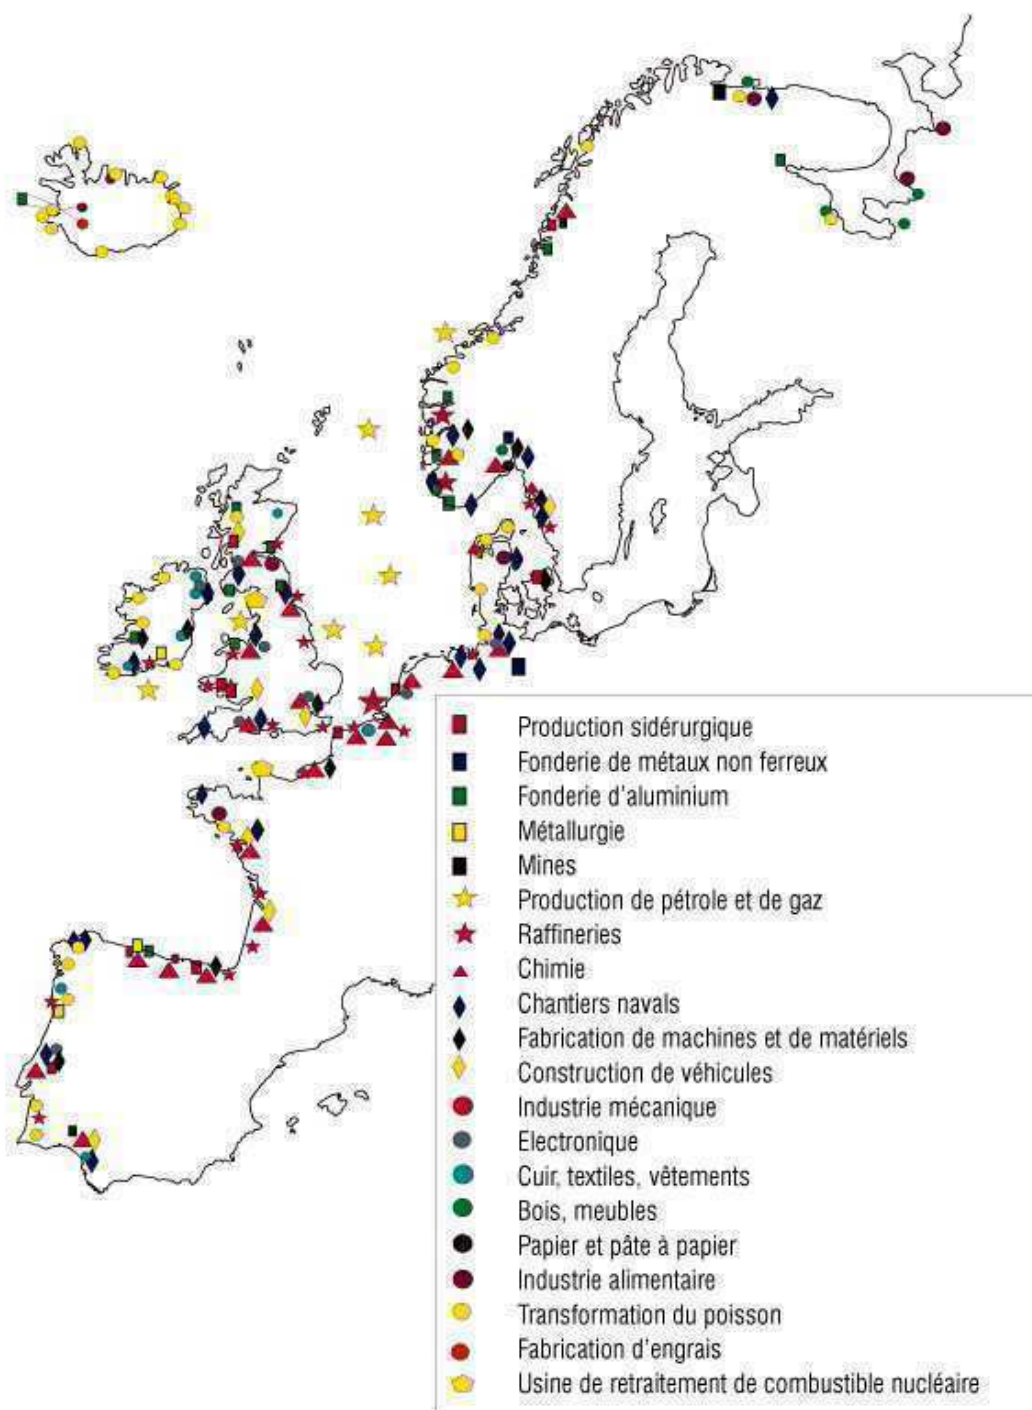 Production sidérurgique
Fonderie de métaux non ferreux
Fonderie d'aluminium
Métallurgie
Mines
Production de pétrole et de gaz
Raffineries
Chimie
Chantiers navals
Fabrication de machines et de matériels
Construction de véhicules
Industrie mécanique
Electronique
Cuir, textiles, vêtements
Bois, meubles
Papier et pâte à papier
Industrie alimentaire
Transformation du poisson
Fabrication d'engrais
Usine de retraitement de combustible nucléaire